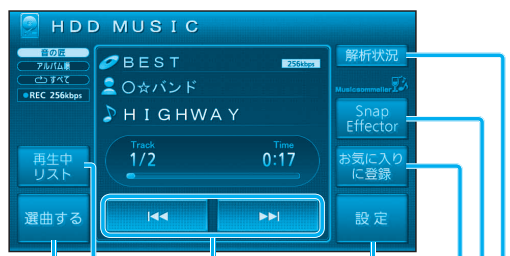 HDD MUSIC
音の匠
アルバム順
すべて
REC 256kbps
BEST
256kbps
○☆バンド
HIGHWAY
Track
1/2
Time
0:17
解析状況
Musicsommelier
Snap
Effector
再生中
リスト
お気に入り
に登録
選曲する
設定